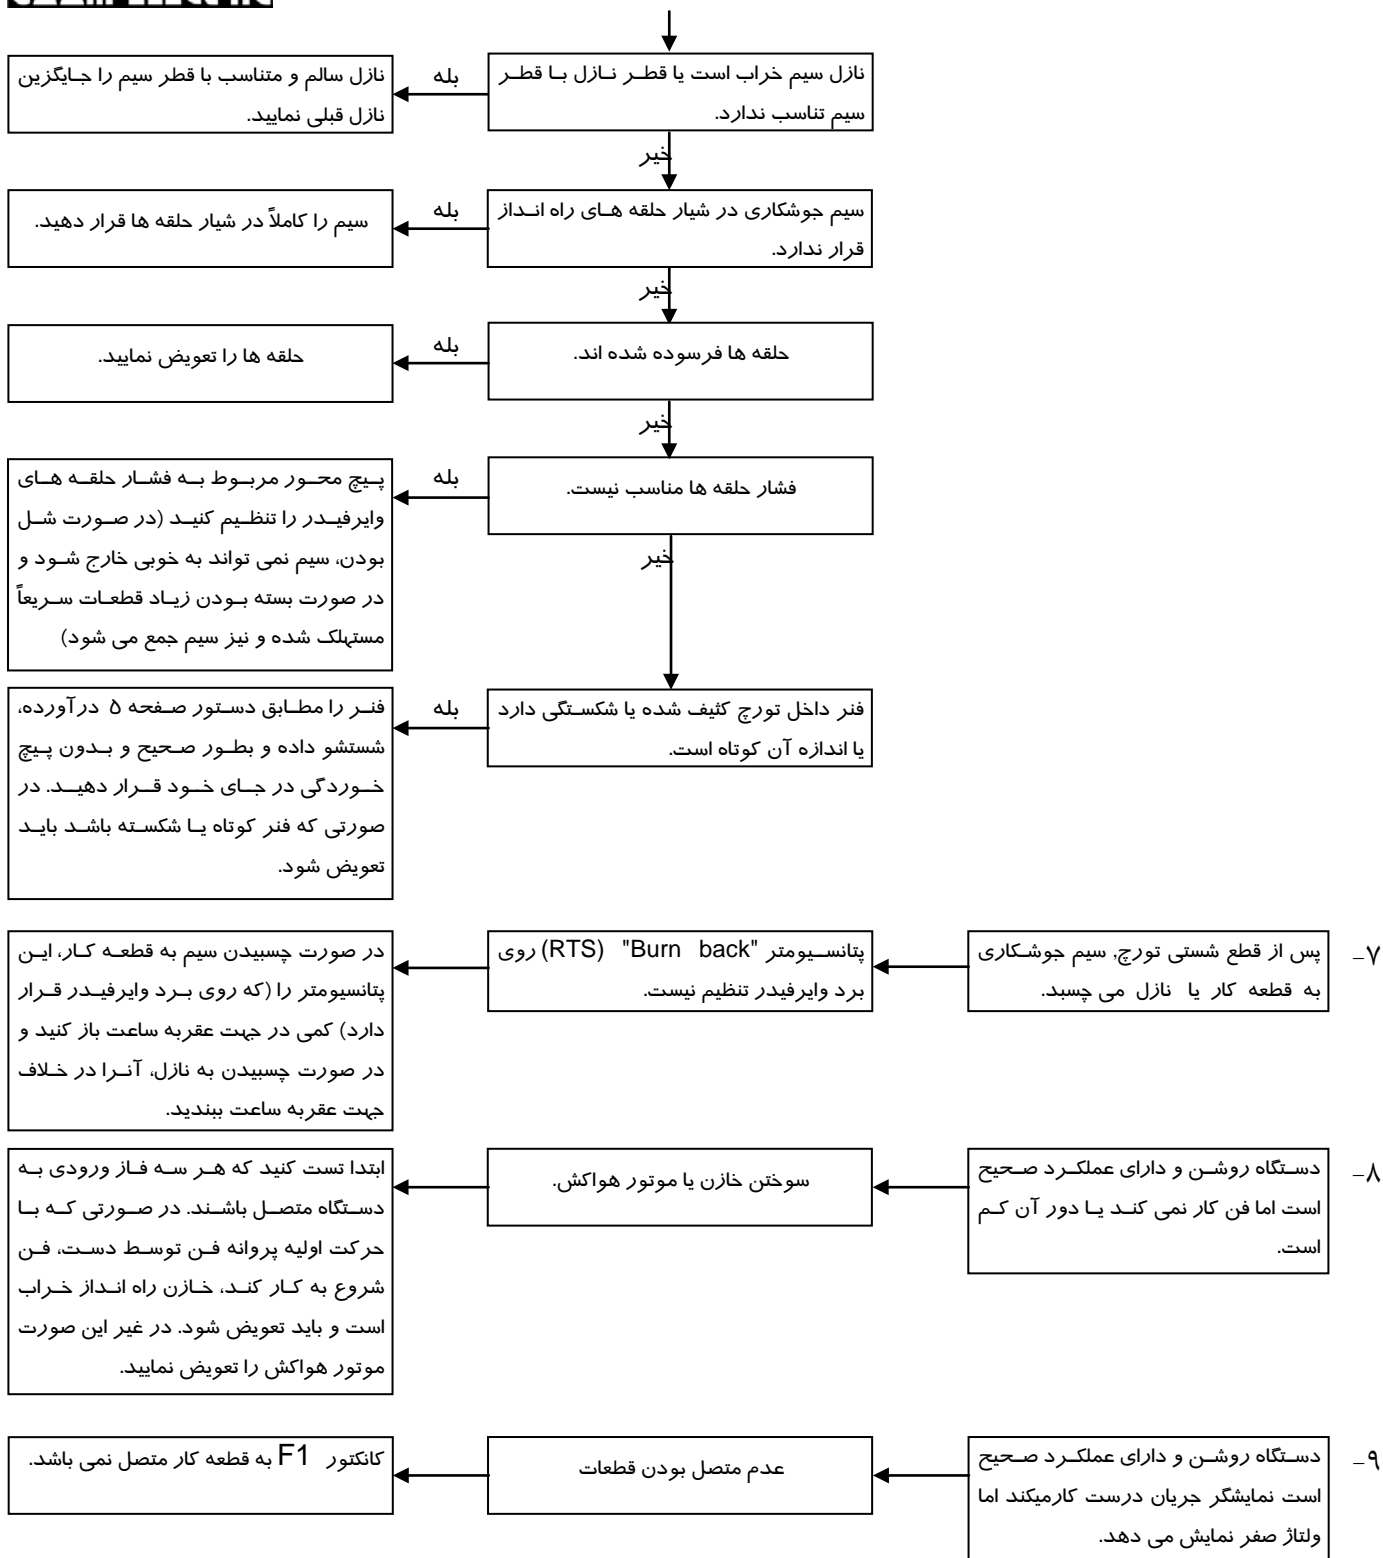 نازل سیم خراب است یا قطر نازل با قطر
سیم تناسب ندارد.
بله
نازل سالم و متناسب با قطر سیم را جایگزین
نازل قبلی نمایید.
خیر
سیم جوشکاری در شیار حلقه های راه انداز
قرار ندارد.
بله
سیم را کاملاً در شیار حلقه ها قرار دهید.
خیر
حلقه ها فرسوده شده اند.
بله
حلقه ها را تعویض نمایید.
خیر
فشار حلقه ها مناسب نیست.
بله
پیچ محور مربوط به فشار حلقه های
وایرفیدر را تنظیم کنید (در صورت شل
بودن، سیم نمی تواند به خوبی خارج شود و
در صورت بسته بودن زیاد قطعات سریعاً
مستهلک شده و نیز سیم جمع می شود)
خیر
فنر داخل تورچ کثیف شده یا شکستگی دارد
یا اندازه آن کوتاه است.
بله
فنر را مطابق دستور صفحه ۵ درآورده،
شستشو داده و بطور صحیح و بدون پیچ
خوردگی در جای خود قرار دهید. در
صورتی که فنر کوتاه یا شکسته باشد باید
تعویض شود.
۷-
پس از قطع شستی تورچ, سیم جوشکاری
به قطعه کار یا نازل می چسبد.
پتانسیومتر "Burn back" (RTS) روی
برد وایرفیدر تنظیم نیست.
در صورت چسبیدن سیم به قطعه کار، این
پتانسیومتر را (که روی برد وایرفیدر قرار
دارد) کمی در جهت عقربه ساعت باز کنید و
در صورت چسبیدن به نازل، آنرا در خلاف
جهت عقربه ساعت ببندید.
۸-
دستگاه روشن و دارای عملکرد صحیح
است اما فن کار نمی کند یا دور آن کم
است.
سوختن خازن یا موتور هواکش.
ابتدا تست کنید که هر سه فاز ورودی به
دستگاه متصل باشند. در صورتی که با
حرکت اولیه پروانه فن توسط دست، فن
شروع به کار کند، خازن راه انداز خراب
است و باید تعویض شود. در غیر این صورت
موتور هواکش را تعویض نمایید.
۹-
دستگاه روشن و دارای عملکرد صحیح
است نمایشگر جریان درست کارمیکند اما
ولتاژ صفر نمایش می دهد.
عدم متصل بودن قطعات
کانکتور F1 به قطعه کار متصل نمی باشد.